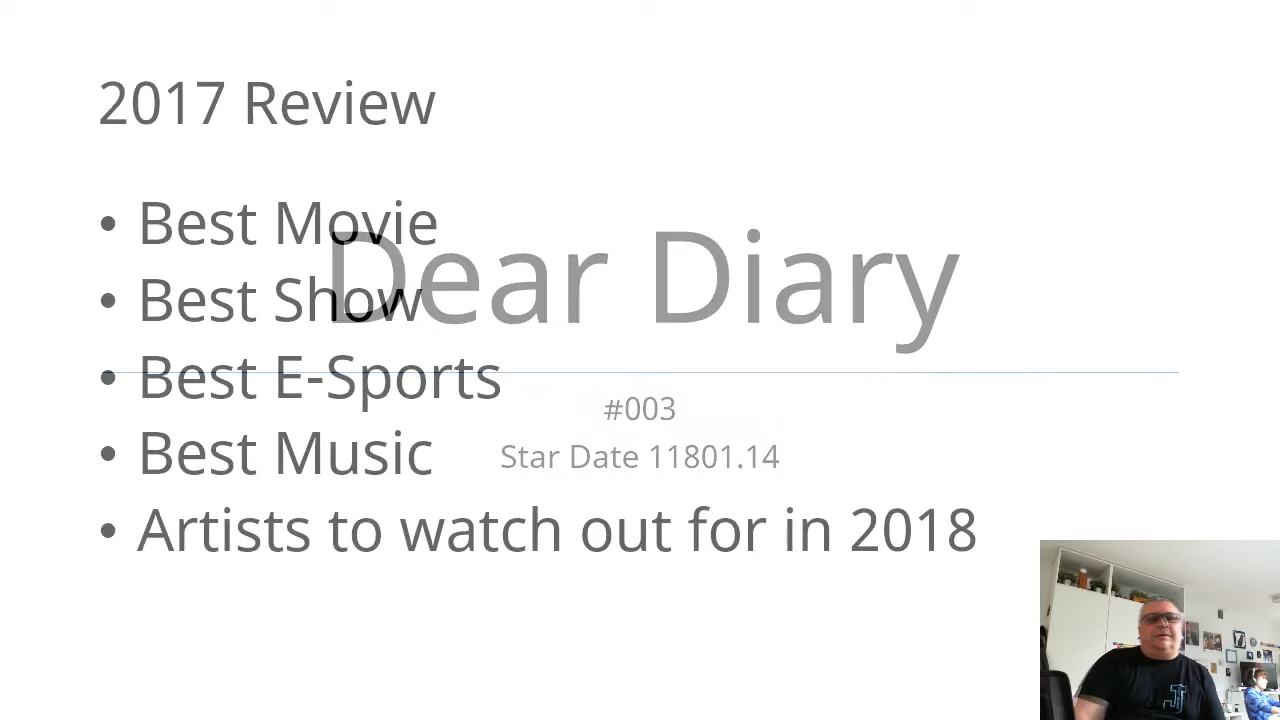 2017 Review
• Best Movie
Dear Diary
• Best Show
• Best E-Sports
#003
• Best Music
Star Date 11801.14
• Artists to watch out for in 2018
J